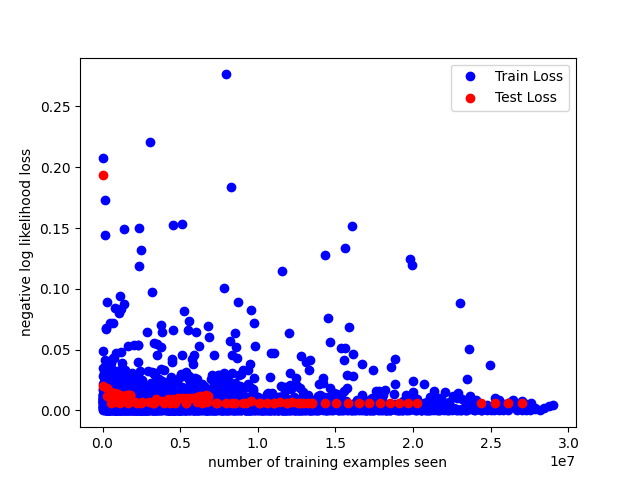 Train Loss
Test Loss
0.25
0.20
0.15
0.10
0.05
0.00
negative log likelihood loss
0.0 0.5 1.0 1.5 2.0 2.5 3.0
1e7
number of training examples seen